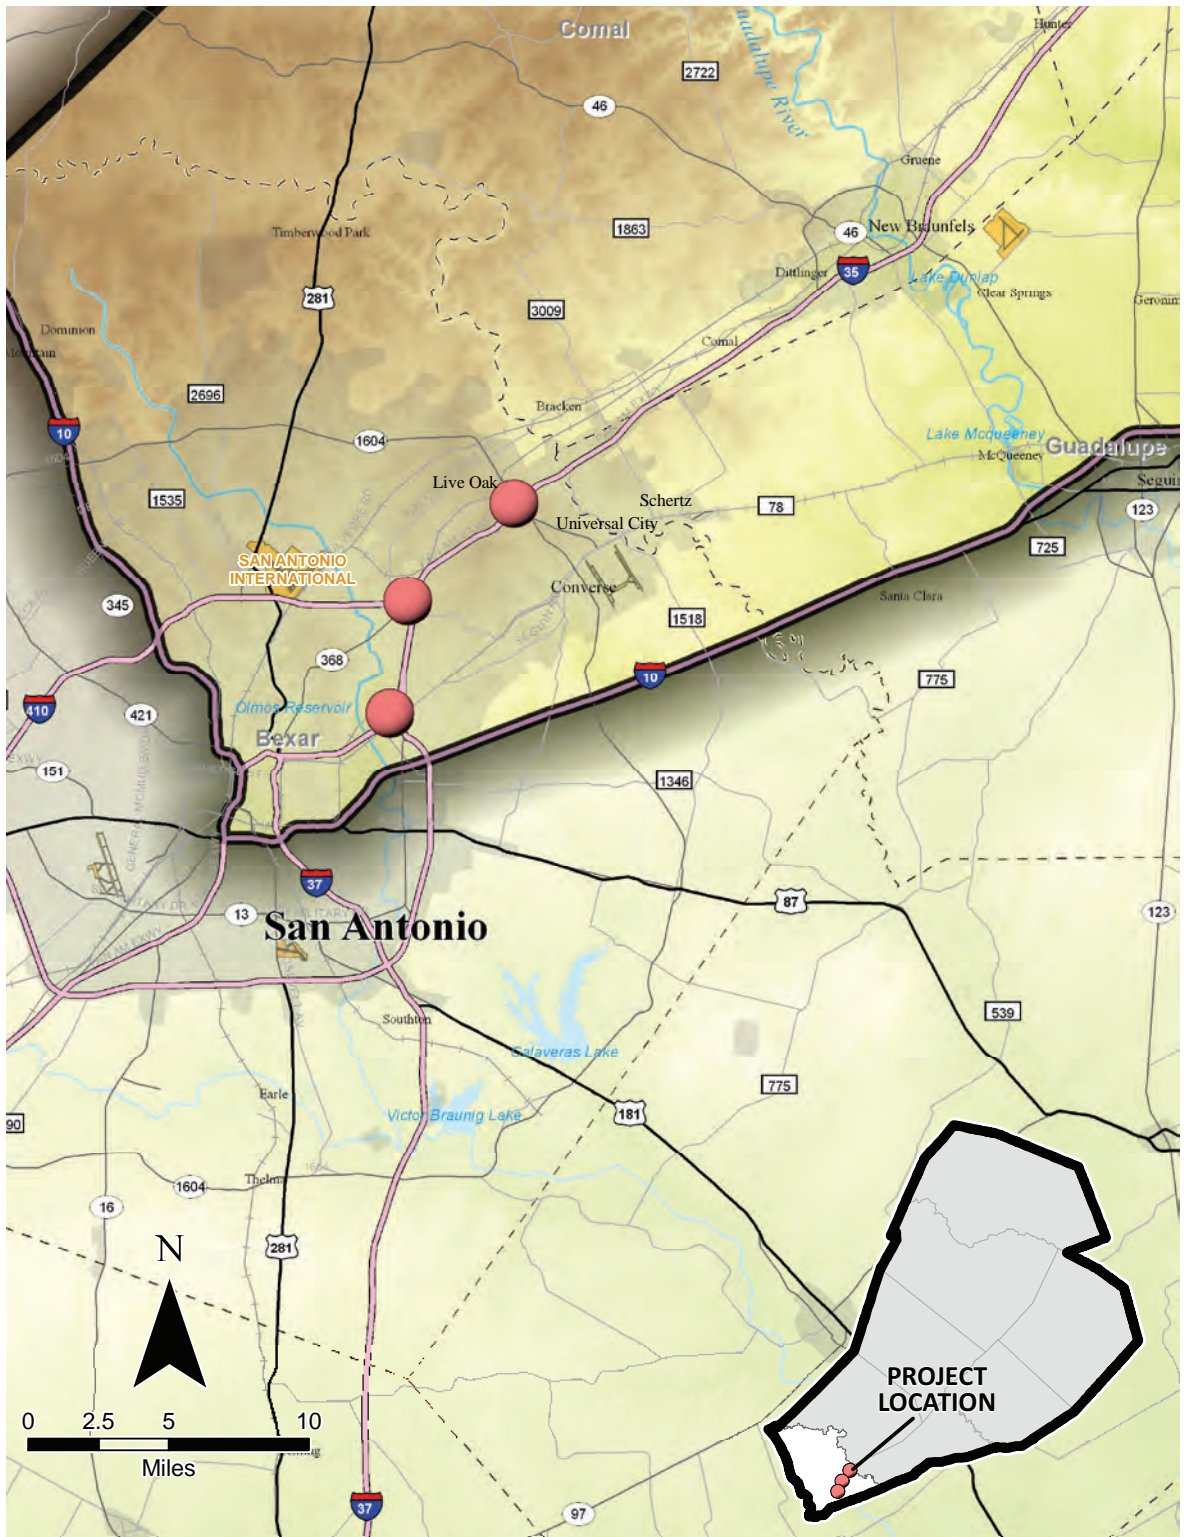 Comal
Hunter
2722
Guadalupe River
46
Gruene
1863
46
New Braunfels
Timberwood Park
Dittlinger
35
Lake Dunlap
281
Clear Springs
3009
Dominion
Comal
2696
Bracken
10
1604
Lake Mcqueeney
Guadalupe
McQueeney
1604
Live Oak
1535
Schertz
78
123
Universal City
725
SAN ANTONIO
INTERNATIONAL
Converse
345
Santa Clara
1518
368
10
775
410
Olmos Reservoir
421
Bexar
151
1346
37
87
13
123
San Antonio
539
Southton
Calaveras Lake
775
Earle
Victor Braunig Lake
181
90
1604
1604
Thelma
16
N
281
PROJECT
LOCATION
0 2.5 5 10
Miles
37
97